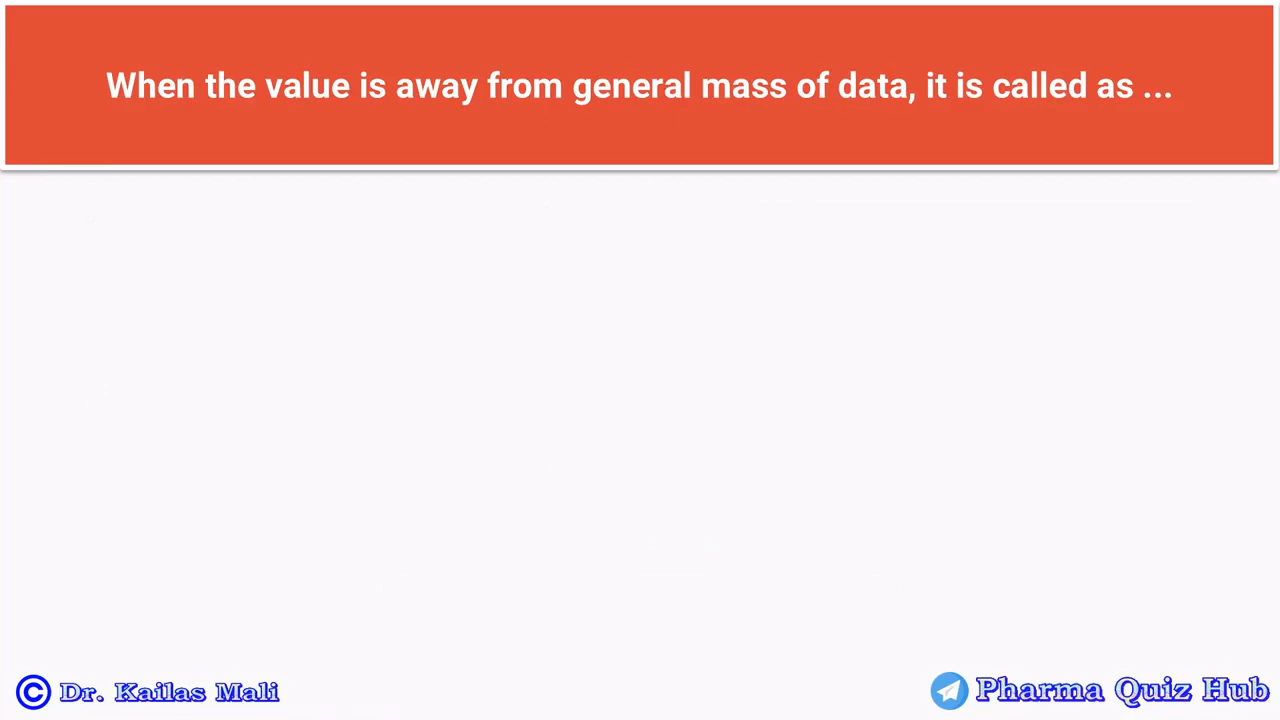 When the value is away from general mass of data, it is called as ...
© Dr. Kailas Mali
Pharma Quiz Hub